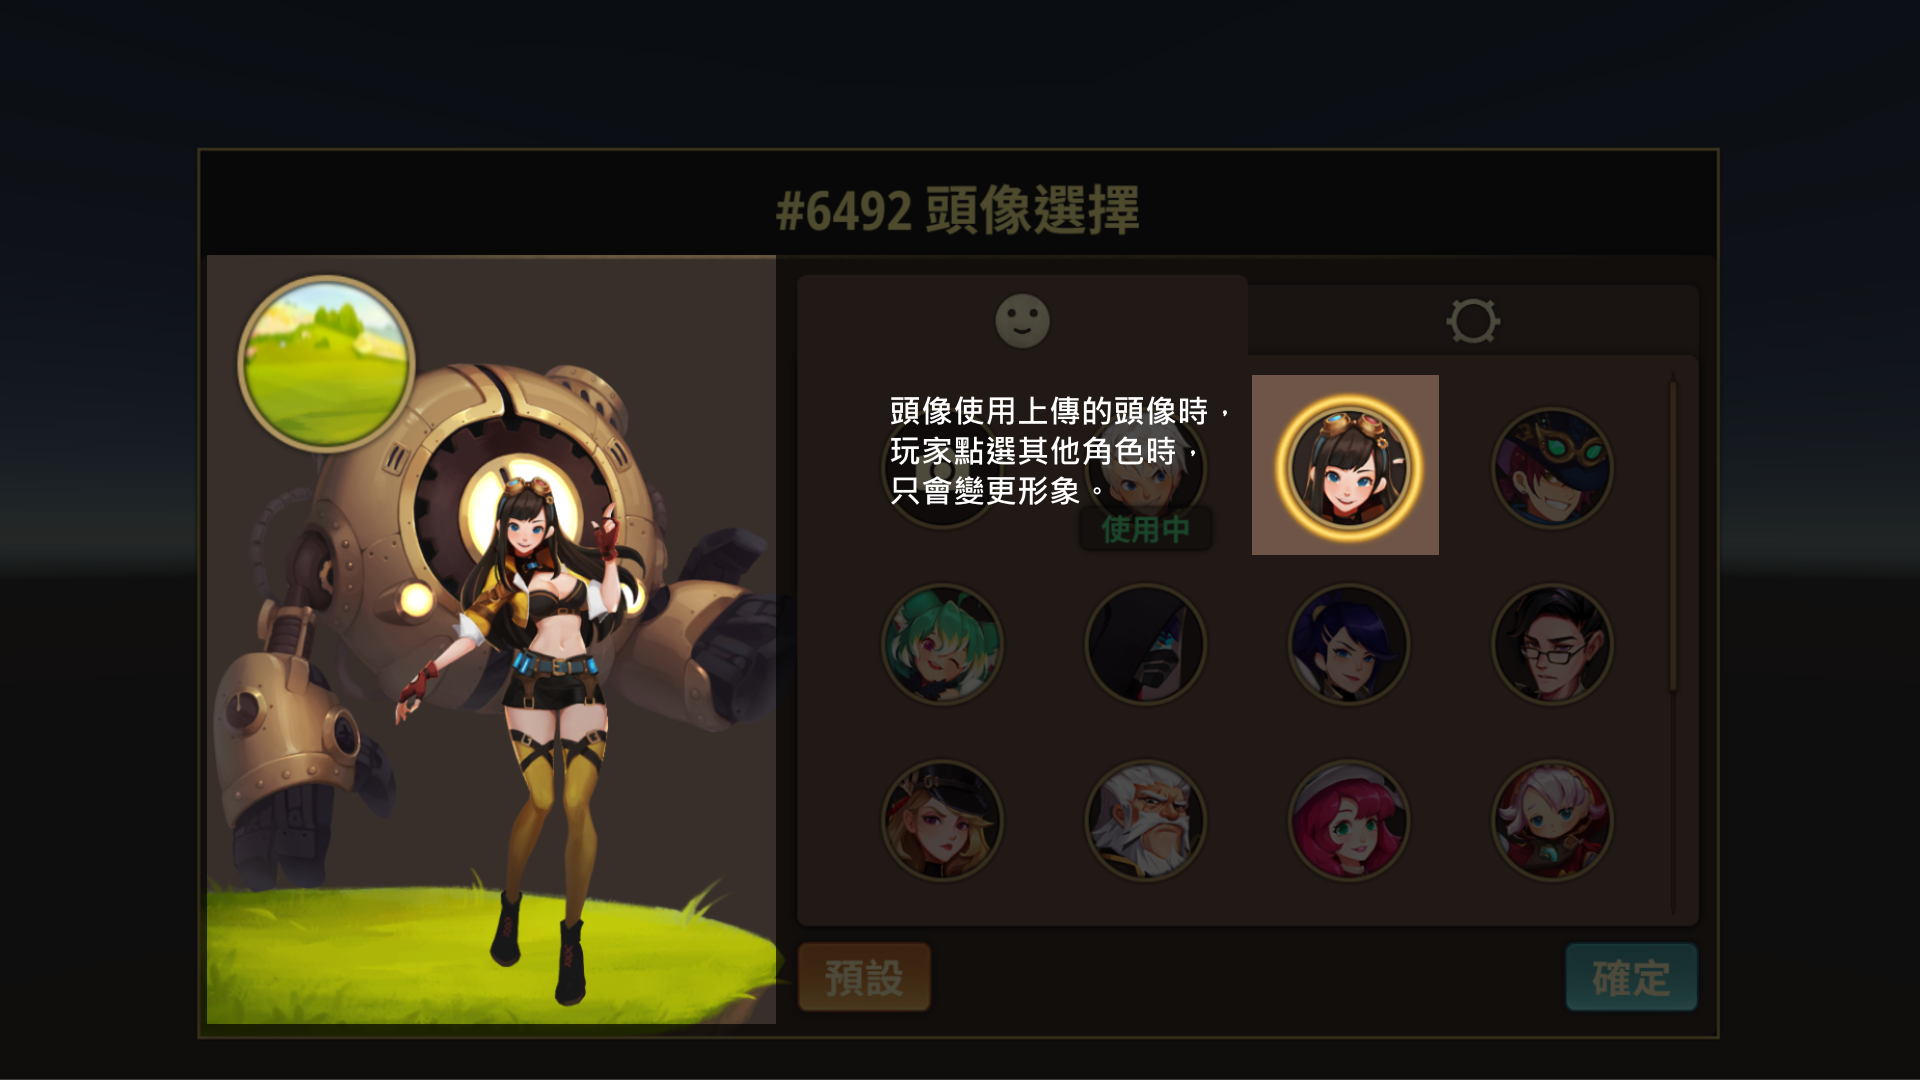 #6492 頭像選擇
頭像使用上傳的頭像時，
玩家點選其他角色時，
只會變更形象。
使用中
預設
確定